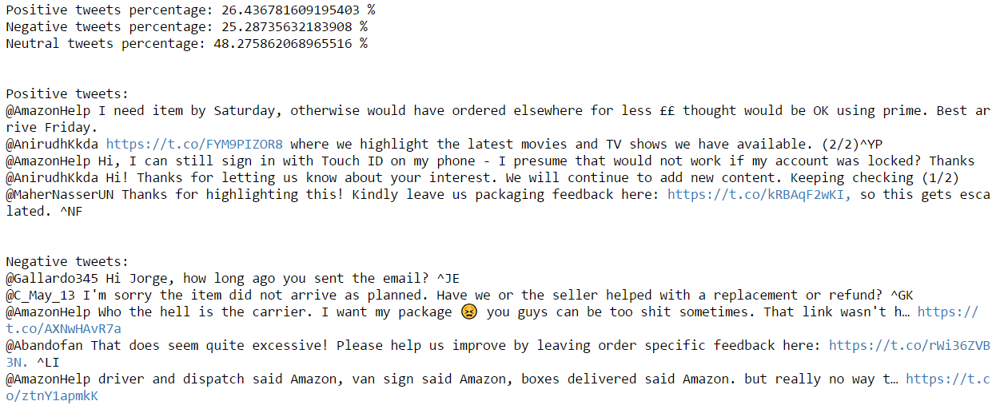 Positive tweets percentage: 26.436781609195403 %
Negative tweets percentage: 25.28735632183908 %
Neutral tweets percentage: 48.275862068965516 %
Positive tweets:
@AmazonHelp I need item by Saturday, otherwise would have ordered elsewhere for less ££ thought would be OK using prime. Best ar
rive Friday.
@AnirudhKkda https://t.co/FYM9PIZOR8 where we highlight the latest movies and TV shows we have available. (2/2)^YP
@AmazonHelp Hi, I can still sign in with Touch ID on my phone - I presume that would not work if my account was locked? Thanks
@AnirudhKkda Hi! Thanks for letting us know about your interest. We will continue to add new content. Keeping checking (1/2)
@MaherNasserUN Thanks for highlighting this! Kindly leave us packaging feedback here: https://t.co/kRBAqF2wKI, so this gets esca
lated. ^NF
Negative tweets:
@Gallardo345 Hi Jorge, how long ago you sent the email? ^JE
@C_May_13 I'm sorry the item did not arrive as planned. Have we or the seller helped with a replacement or refund? ^GK
@AmazonHelp Who the hell is the carrier. I want my package 😣 you guys can be too shit sometimes. That link wasn't h… https://
t.co/AXNwHAvR7a
@Abandofan That does seem quite excessive! Please help us improve by leaving order specific feedback here: https://t.co/rWi36ZVB
3N. ^LI
@AmazonHelp driver and dispatch said Amazon, van sign said Amazon, boxes delivered said Amazon. but really no way t… https://t.c
o/ztnY1apmkK